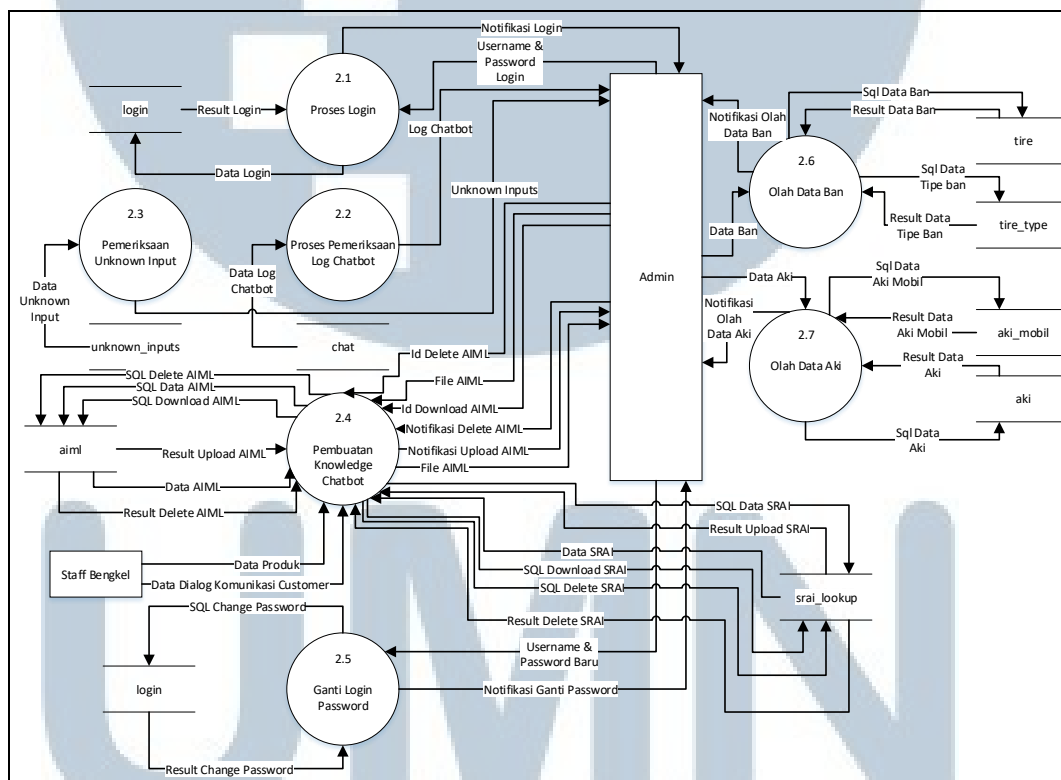 Notifikasi Login
Username &
Password
Login
2.1
Proses Login
login
Result Login
Data Login
Log Chatbot
Unknown Inputs
2.3
Pemeriksaan
Unknown Input
2.2
Proses Pemeriksaan
Log Chatbot
Data
Unknown
Input
Data Log
Chatbot
unknown_inputs
chat
Admin
Notifikasi Olah
Data Ban
Data Ban
2.6
Olah Data Ban
Sql Data Ban
Result Data Ban
tire
Sql Data
Tipe ban
Result Data
Tipe Ban
tire_type
Data Aki
Notifikasi
Olah
Data Aki
2.7
Olah Data Aki
Sql Data
Aki Mobil
Result Data
Aki Mobil
aki_mobil
Result Data
Aki
aki
Sql Data
Aki
Id Delete AIML
File AIML
Id Download AIML
Notifikasi Delete AIML
Notifikasi Upload AIML
File AIML
SQL Delete AIML
SQL Data AIML
SQL Download AIML
aiml
Result Upload AIML
Data AIML
Result Delete AIML
2.4
Pembuatan
Knowledge
Chatbot
Staff Bengkel
Data Produk
Data Dialog Komunikasi Customer
SQL Data SRAI
Result Upload SRAI
Data SRAI
SQL Download SRAI
SQL Delete SRAI
Result Delete SRAI
srai_lookup
SQL Change Password
login
2.5
Ganti Login
Password
Username &
Password Baru
Notifikasi Ganti Password
Result Change Password
UMN